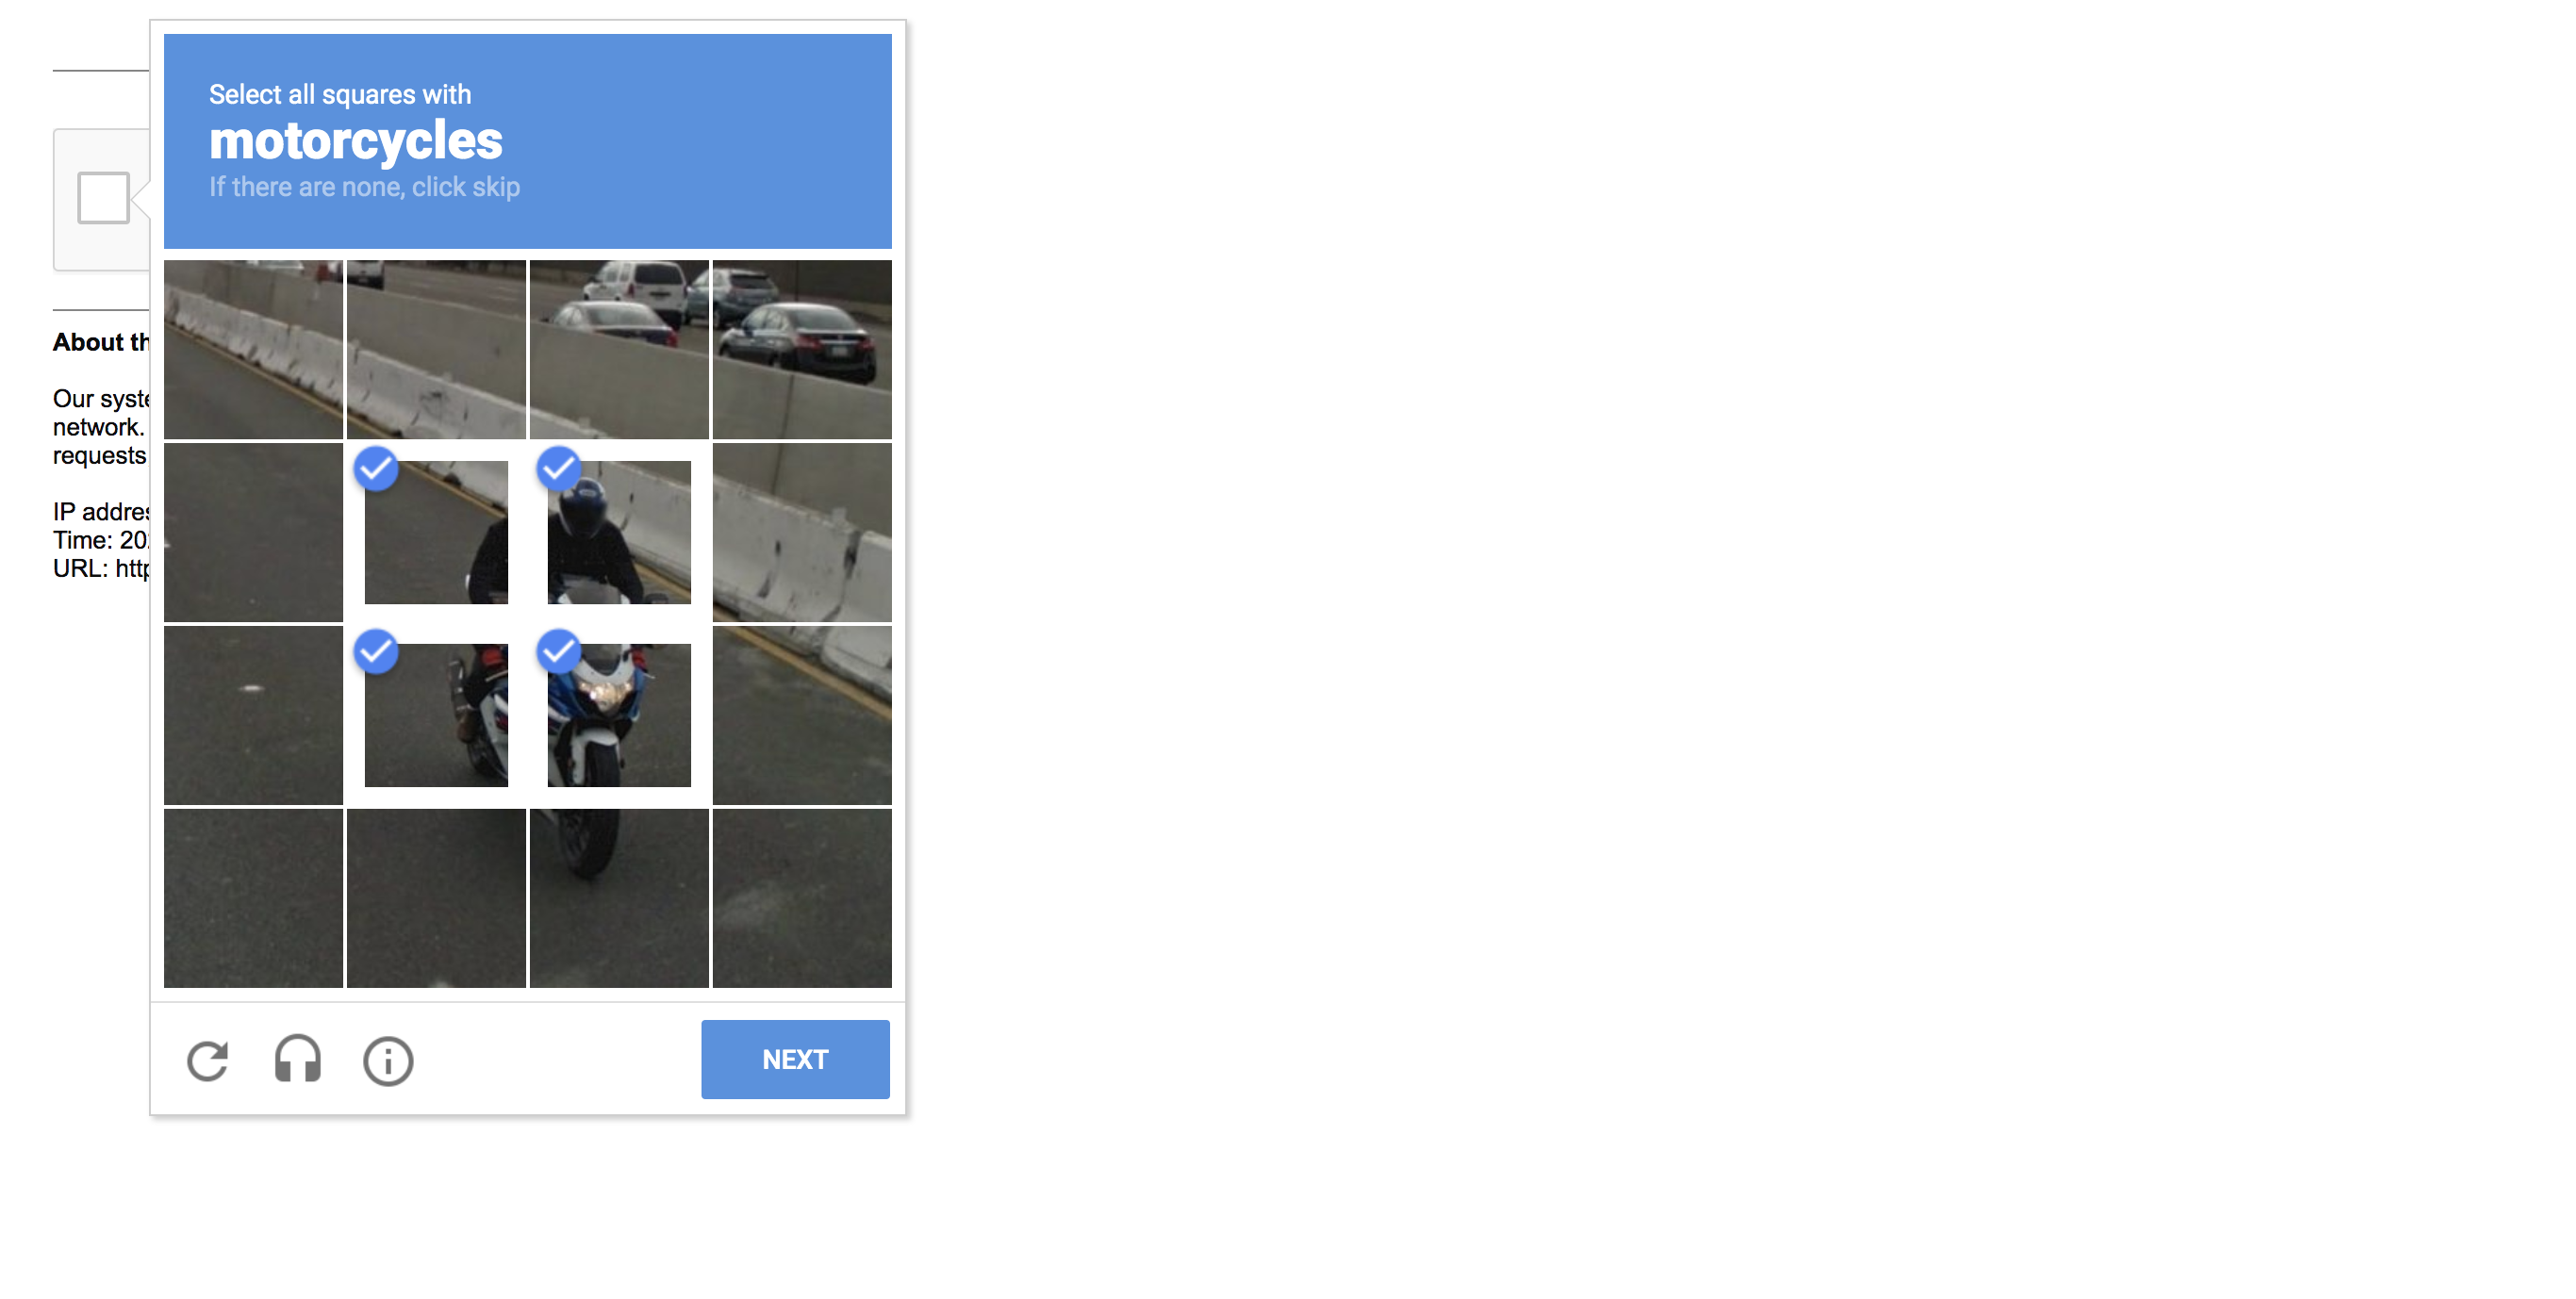 Select all squares with
motorcycles
If there are none, click skip
About th
Our syste
network.
requests
IP addres
Time: 20
URL: http
NEXT